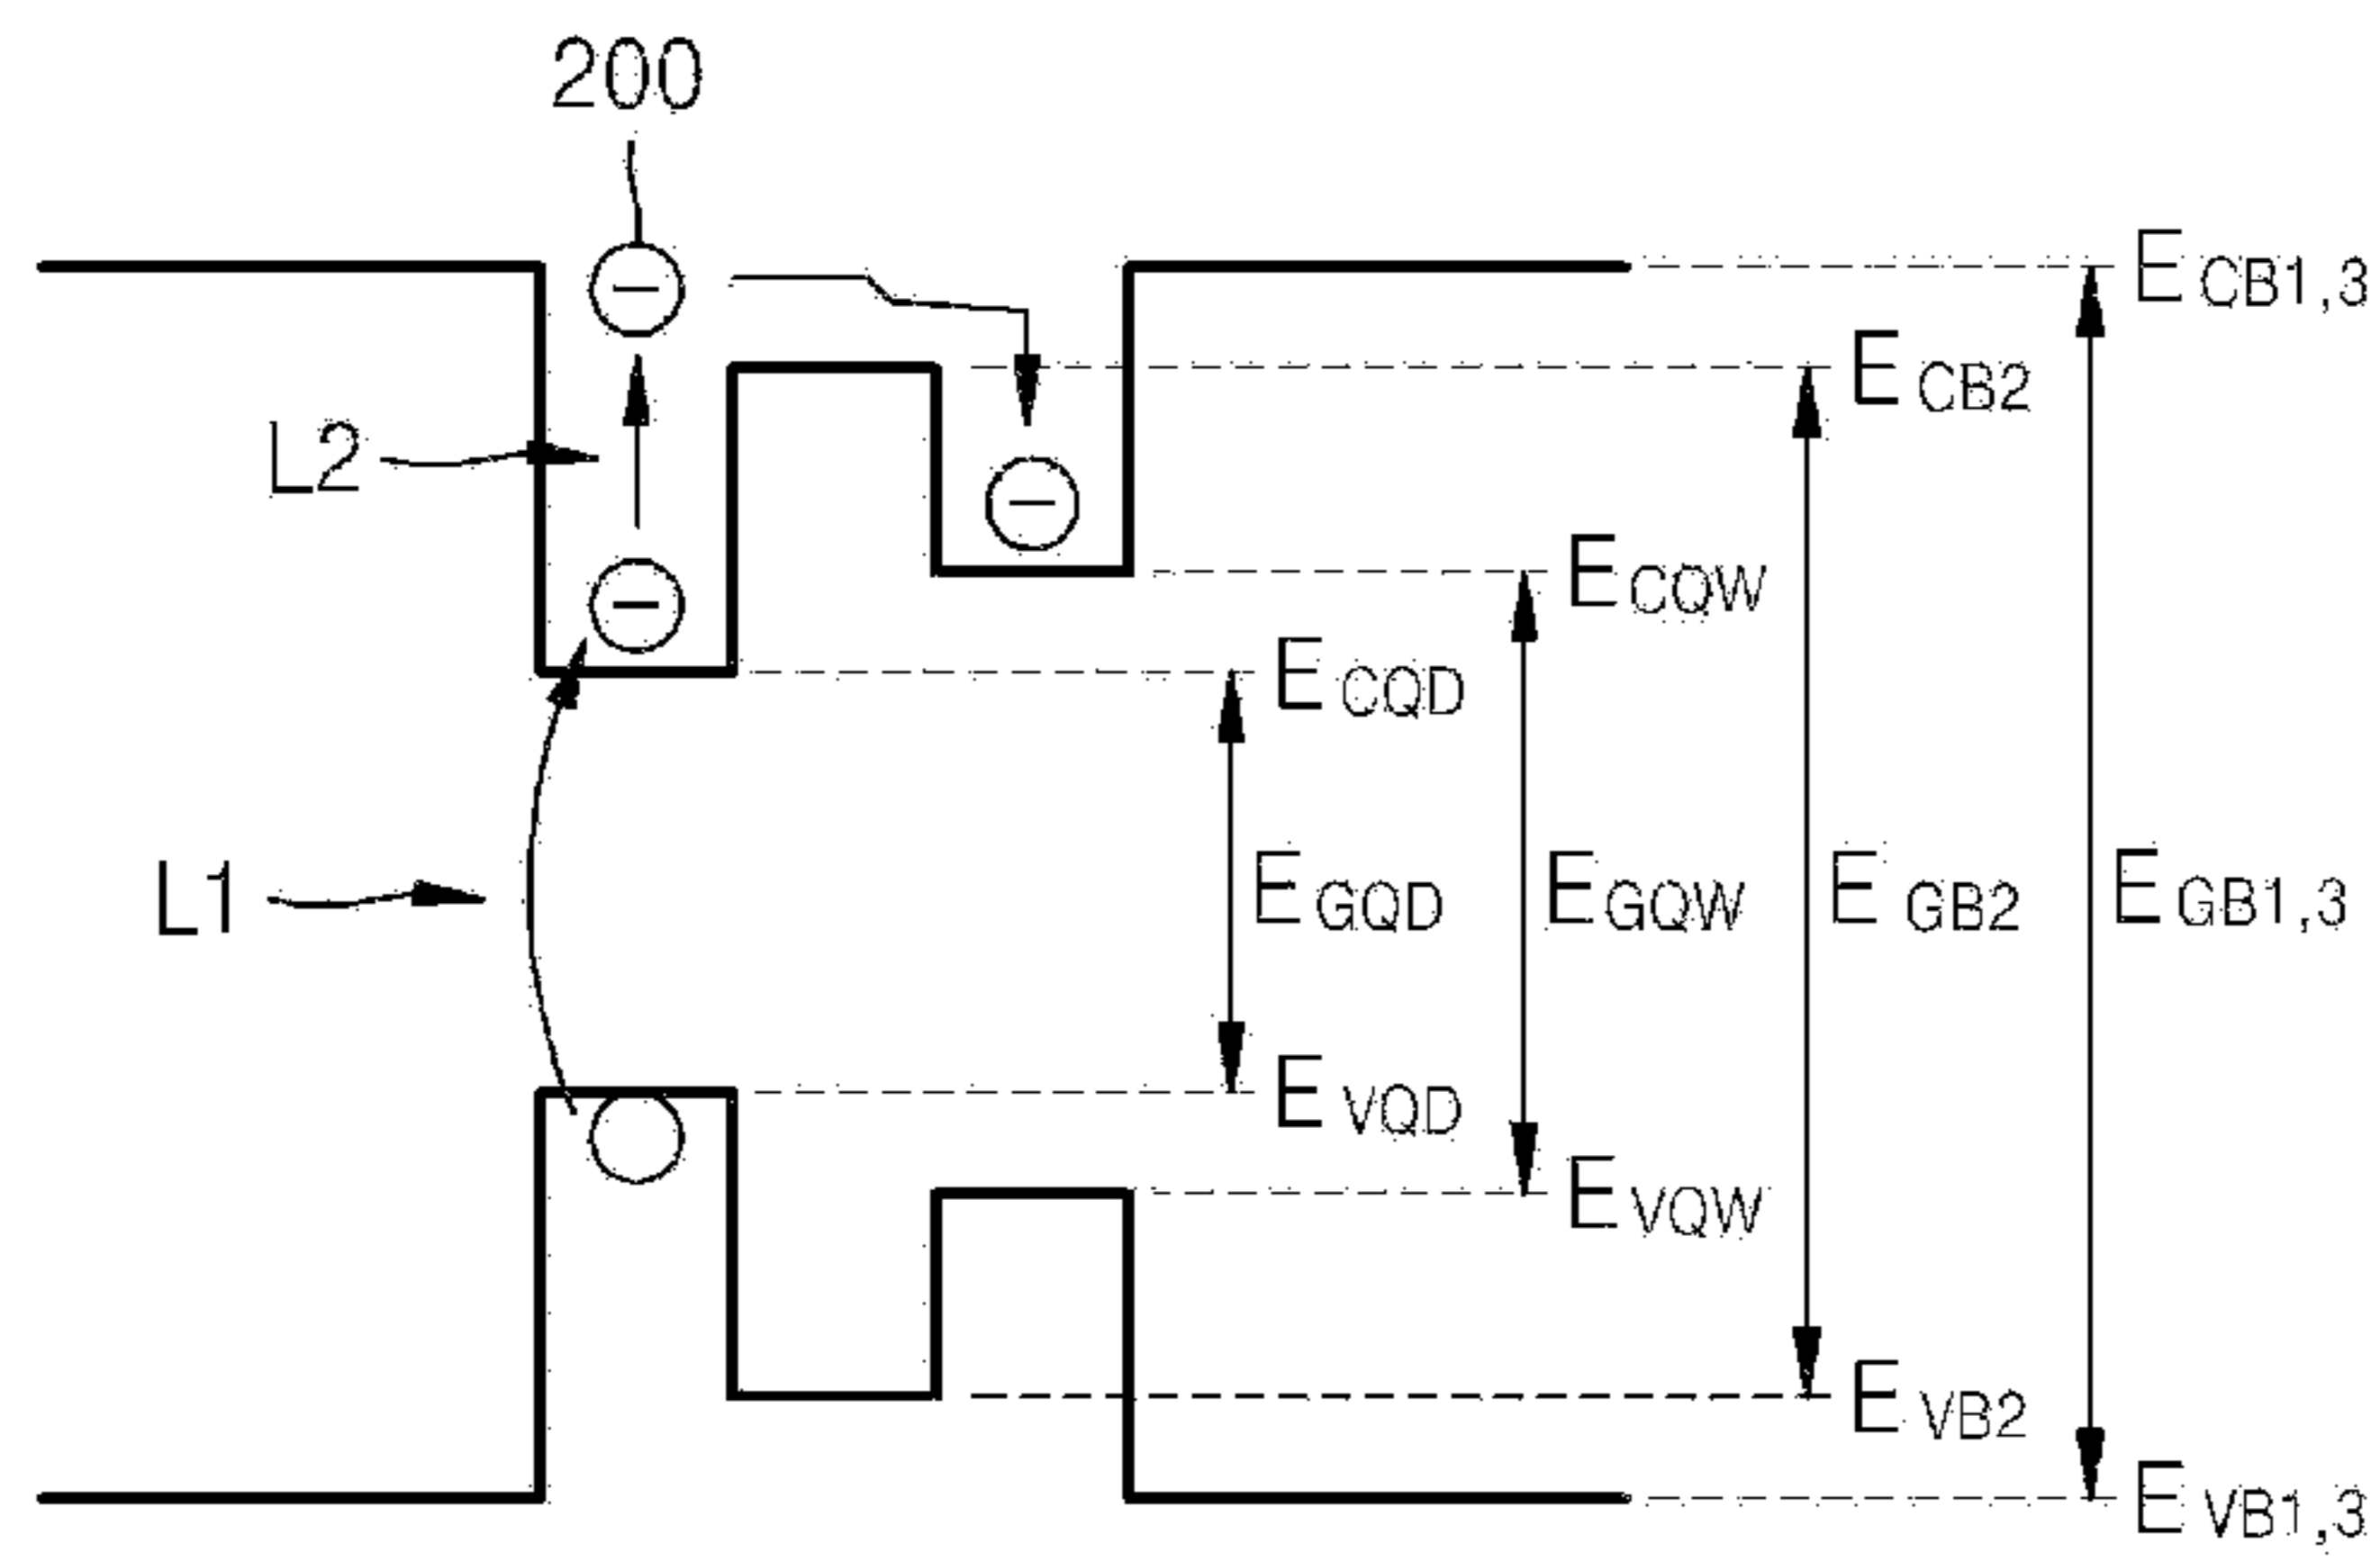 200
E CB1,3
E CB2
L2
E CQW
E CQD
L1
E GQD
E GQW
E GB2
E GB1,3
E VQD
E VQW
E VB2
E VB1,3